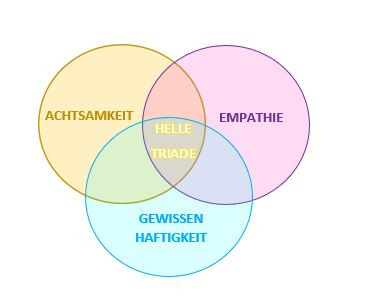 ACHTSAMKEIT
EMPATHIE
HELLE
TRIADE
GEWISSEN
HAFTIGKEIT